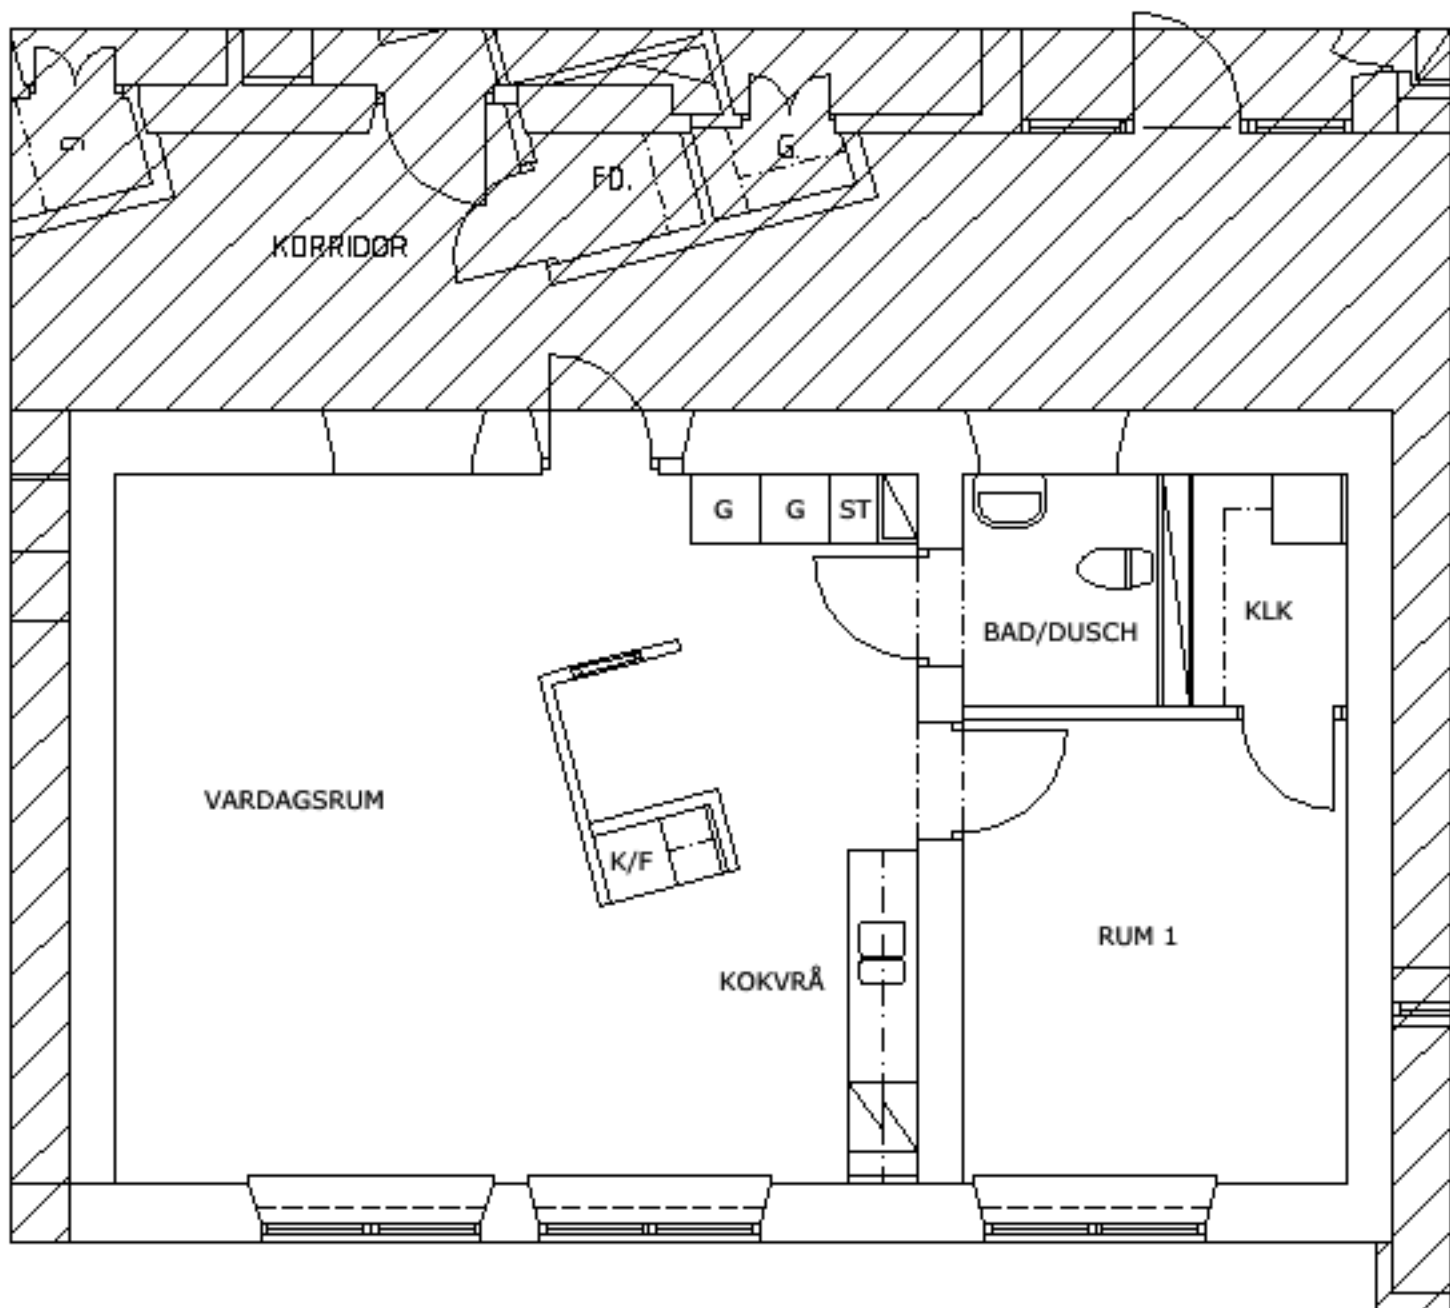 G
G
FD.
KORRIDOR
G G ST
KLK
BAD/DUSCH
VARDAGSRUM
K/F
RUM 1
KOKVRÅ